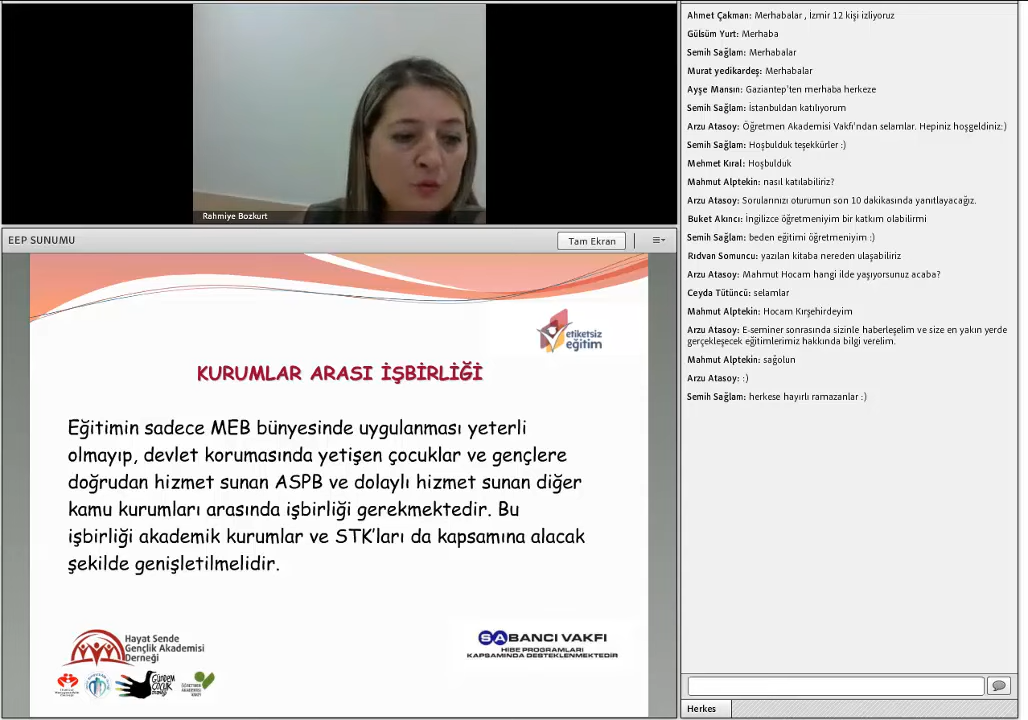 Rahmiye Bozkurt
EEP SUNUMU
Tam Ekran
etiketsiz
eğitim
KURUMLAR ARASI İŞBİRLİĞİ
Eğitimin sadece MEB bünyesinde uygulanması yeterli
olmayıp, devlet korumasında yetişen çocuklar ve gençlere
doğrudan hizmet sunan ASPB ve dolaylı hizmet sunan diğer
kamu kurumları arasında işbirliği gerekmektedir. Bu
işbirliği akademik kurumlar ve STK'ları da kapsamına alacak
şekilde genişletilmelidir.
Hayat Sende
Gençlik Akademisi
Derneği
Gündem
Çocuk
SABANCI VAKFI
HİBE PROGRAMLARI
KAPSAMINDA DESTEKLENMEKTEDİR
Ahmet Çakman: Merhabalar , İzmir 12 kişi izliyoruz
Gülsüm Yurt: Merhaba
Semih Sağlam: Merhabalar
Murat yedikardeş: Merhabalar
Ayşe Mansın: Gaziantep'ten merhaba herkeze
Semih Sağlam: İstanbuldan katılıyorum
Arzu Atasoy: Öğretmen Akademisi Vakfı'ndan selamlar. Hepiniz hoşgeldiniz:)
Semih Sağlam: Hoşbulduk teşekkürler :)
Mehmet Kıral: Hoşbulduk
Mahmut Alptekin: nasıl katılabiliriz?
Arzu Atasoy: Sorularınızı oturumun son 10 dakikasında yanıtlayacağız.
Buket Akıncı: İngilizce öğretmeniyim bir katkım olabilirmi
Semih Sağlam: beden eğitimi öğretmeniyim :)
Rıdvan Somuncu: yazılan kitaba nereden ulaşabiliriz
Arzu Atasoy: Mahmut Hocam hangi ilde yaşıyorsunuz acaba?
Ceyda Tütüncü: selamlar
Mahmut Alptekin: Hocam Kırşehirdeyim
Arzu Atasoy: E-seminer sonrasında sizinle haberleşelim ve size en yakın yerde
gerçekleşecek eğitimlerimiz hakkında bilgi verelim.
Mahmut Alptekin: sağolun
Arzu Atasoy: :)
Semih Sağlam: herkese hayırlı ramazanlar :)
Herkes